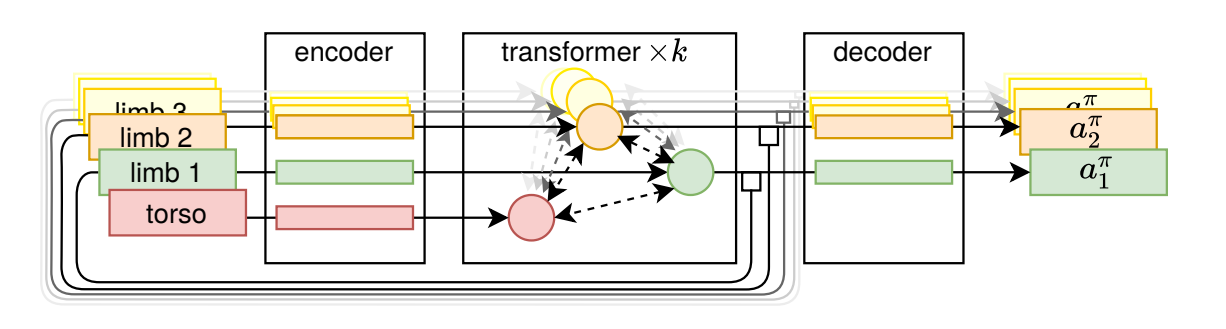 encoder
transformer ×k
decoder
limb 3
limb 2
limb 1
torso
a^π
a_2^π
a_1^π